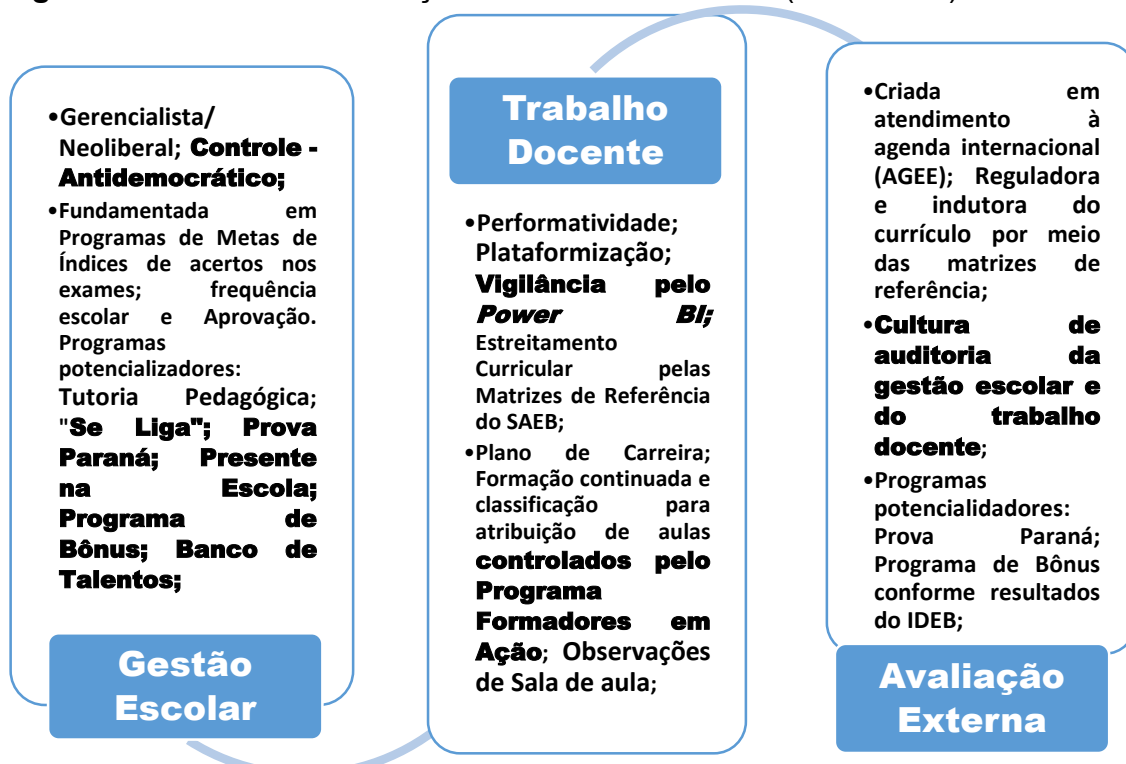 •Gerencialista/
Neoliberal; Controle -
Antidemocrático;
•Fundamentada em
Programas de Metas de
Índices de acertos nos
exames; frequência
escolar e Aprovação.
Programas
potencializadores:
Tutoria Pedagógica;
"Se Liga"; Prova
Paraná; Presente
na Escola;
Programa de
Bônus; Banco de
Talentos;
Gestão
Escolar
Trabalho
Docente
•Performatividade;
Plataformização;
Vigilância pelo
Power BI;
Estreitamento
Curricular pelas
Matrizes de Referência
do SAEB;
•Plano de Carreira;
Formação continuada e
classificação para
atribuição de aulas
controlados pelo
Programa
Formadores em
Ação; Observações
de Sala de aula;
•Criada em
atendimento à
agenda internacional
(AGEE); Reguladora
e indutora do
currículo por meio
das matrizes de
referência;
•Cultura de
auditoria da
gestão escolar e
do trabalho
docente;
•Programas
potencialidadores:
Prova Paraná;
Programa de Bônus
conforme resultados
do IDEB;
Avaliação
Externa